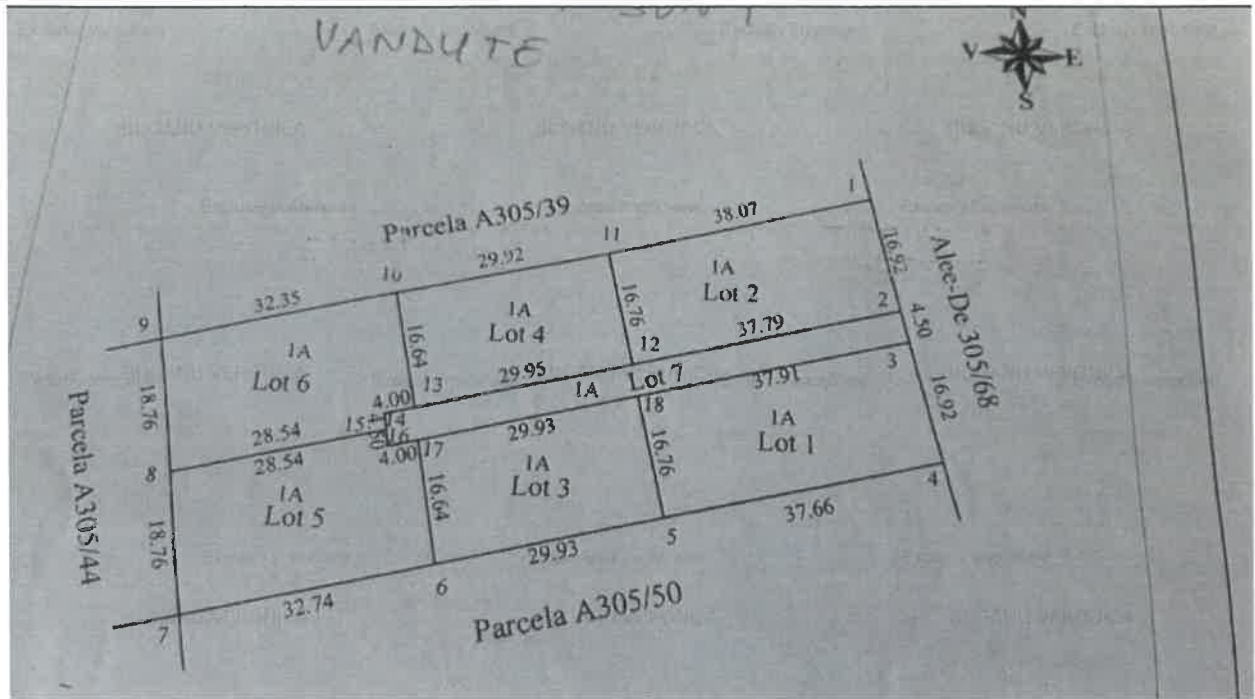 VANDUTE
N
V E
S
Parcela A305/39
Alee-De 305/68
Parcela A305/44
Parcela A305/50
1
38.07
11
29.92
10
32.35
9
16.92
2
4.50
3
16.92
4
1A
Lot 2
16.76
12
37.79
1A
Lot 4
16.64
13
29.95
1A
Lot 6
4.00
14
15
16
4.00
17
18.76
28.54
28.54
8
1A
Lot 7
37.91
18
29.93
1A
Lot 1
16.76
1A
Lot 3
16.64
1A
Lot 5
18.76
37.66
5
29.93
6
32.74
7